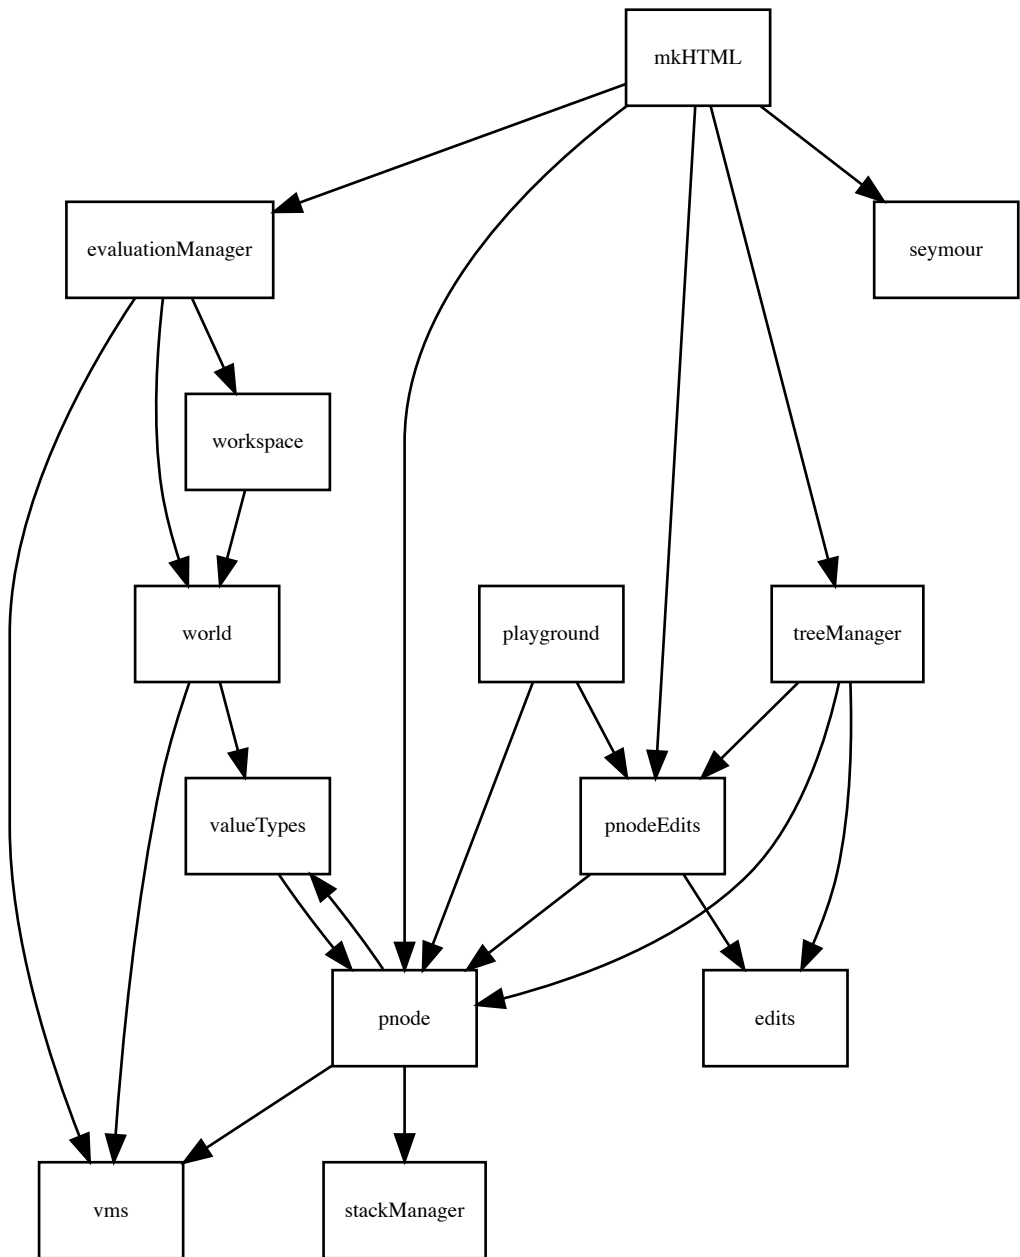 mkHTML
evaluationManager
seymour
workspace
world
playground
treeManager
valueTypes
pnodeEdits
pnode
edits
vms
stackManager